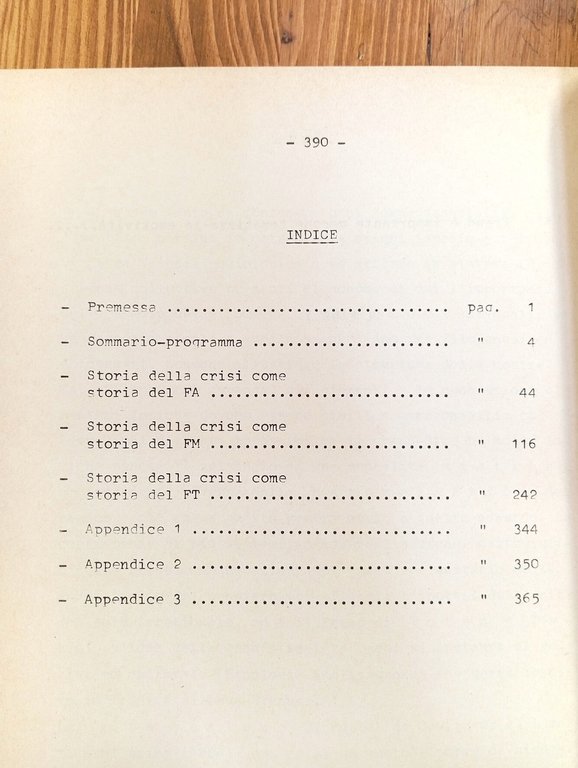 - 390 -
INDICE
- Premessa ................................. pag. 1
- Sommario-programma ....................... " 4
- Storia della crisi come
storia del FA ............................ " 44
- Storia della crisi come
storia del FM ............................ " 116
- Storia della crisi come
storia del FT ............................ " 242
- Appendice 1 .............................. " 344
- Appendice 2 .............................. " 350
- Appendice 3 .............................. " 365